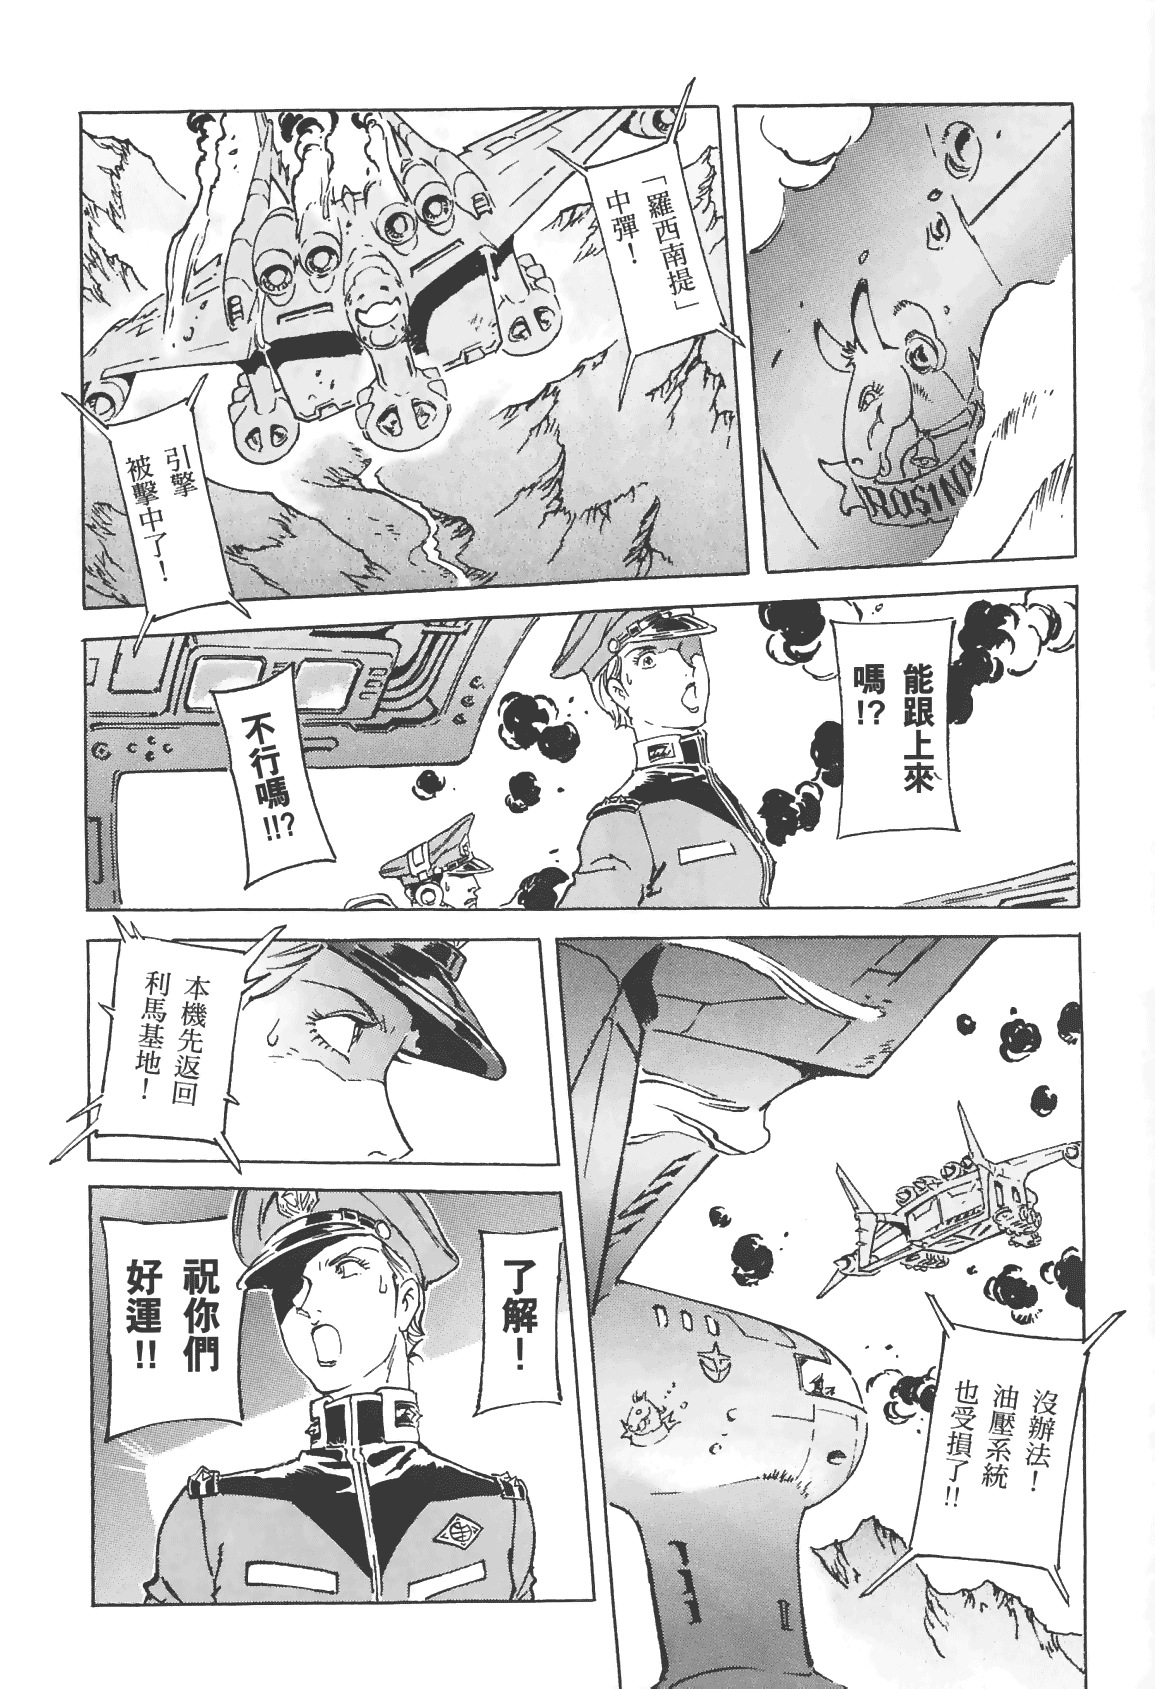 ROSINA
「羅西南提」
中彈！
引擎
被擊中了！
能跟上來
嗎!?
不行嗎!!?
沒辦法！
油壓系統
也受損了!!
本機先返回
利馬基地！
了解！
祝你們
好運!!